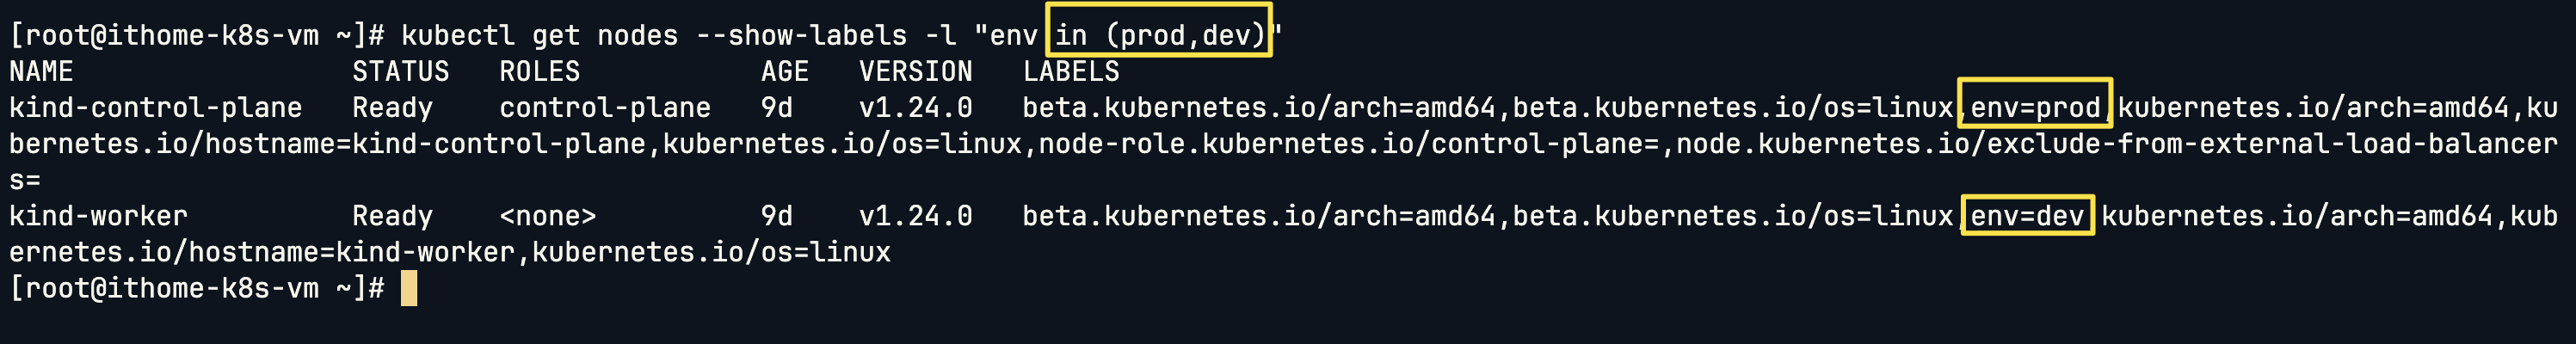 [root@ithome-k8s-vm ~]# kubectl get nodes --show-labels -l "env in (prod,dev)"
NAME                 STATUS   ROLES           AGE   VERSION   LABELS
kind-control-plane   Ready    control-plane   9d    v1.24.0   beta.kubernetes.io/arch=amd64,beta.kubernetes.io/os=linux,env=prod,kubernetes.io/arch=amd64,ku
bernetes.io/hostname=kind-control-plane,kubernetes.io/os=linux,node-role.kubernetes.io/control-plane=,node.kubernetes.io/exclude-from-external-load-balancer
s=
kind-worker          Ready    <none>          9d    v1.24.0   beta.kubernetes.io/arch=amd64,beta.kubernetes.io/os=linux,env=dev kubernetes.io/arch=amd64,kub
ernetes.io/hostname=kind-worker,kubernetes.io/os=linux
[root@ithome-k8s-vm ~]#